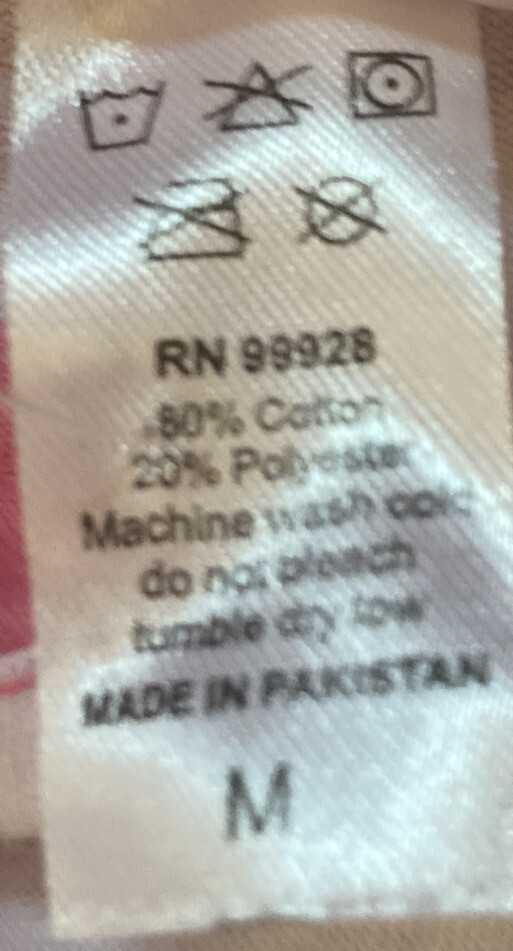 RN 99928
80% Cotton
20% Polyester
Machine wash cold
do not bleach
tumble dry low
MADE IN PAKISTAN
M